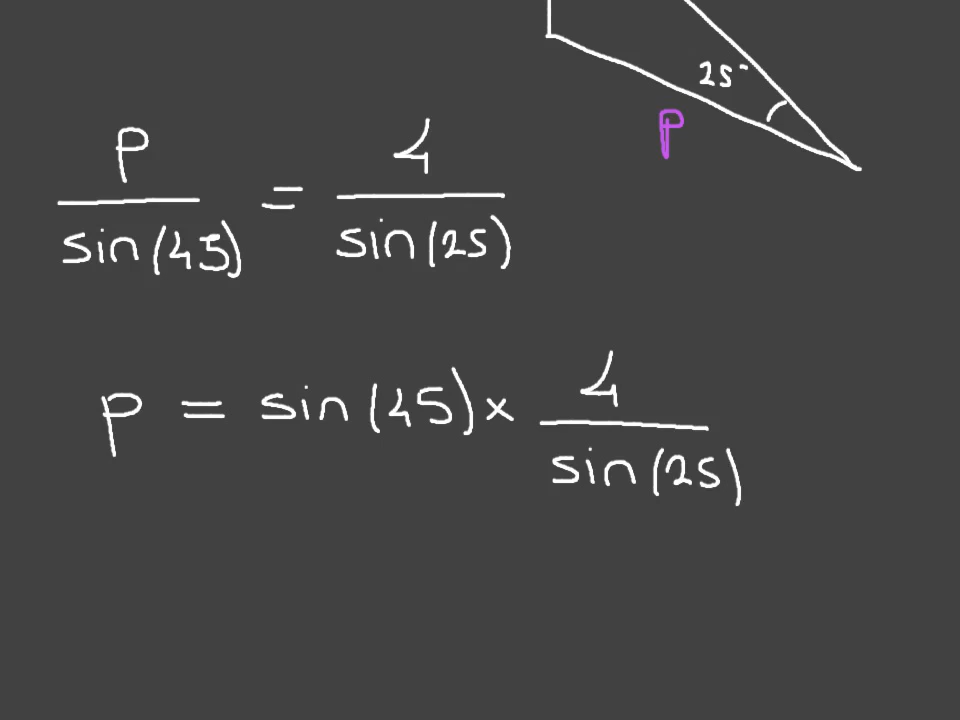 25°
P
P / sin(45) = 4 / sin(25)
P = sin(45) × 4 / sin(25)